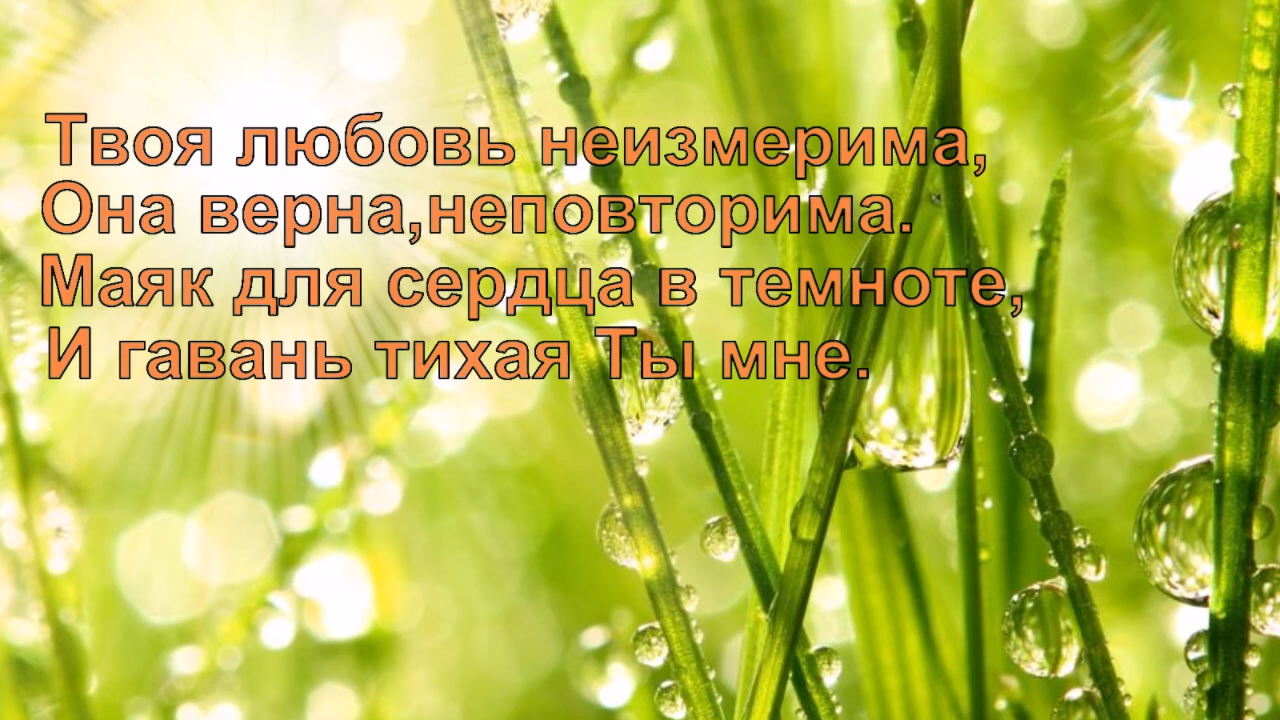 Твоя любовь неизмерима,
Она верна,неповторима.
Маяк для сердца в темноте,
И гавань тихая Ты мне.